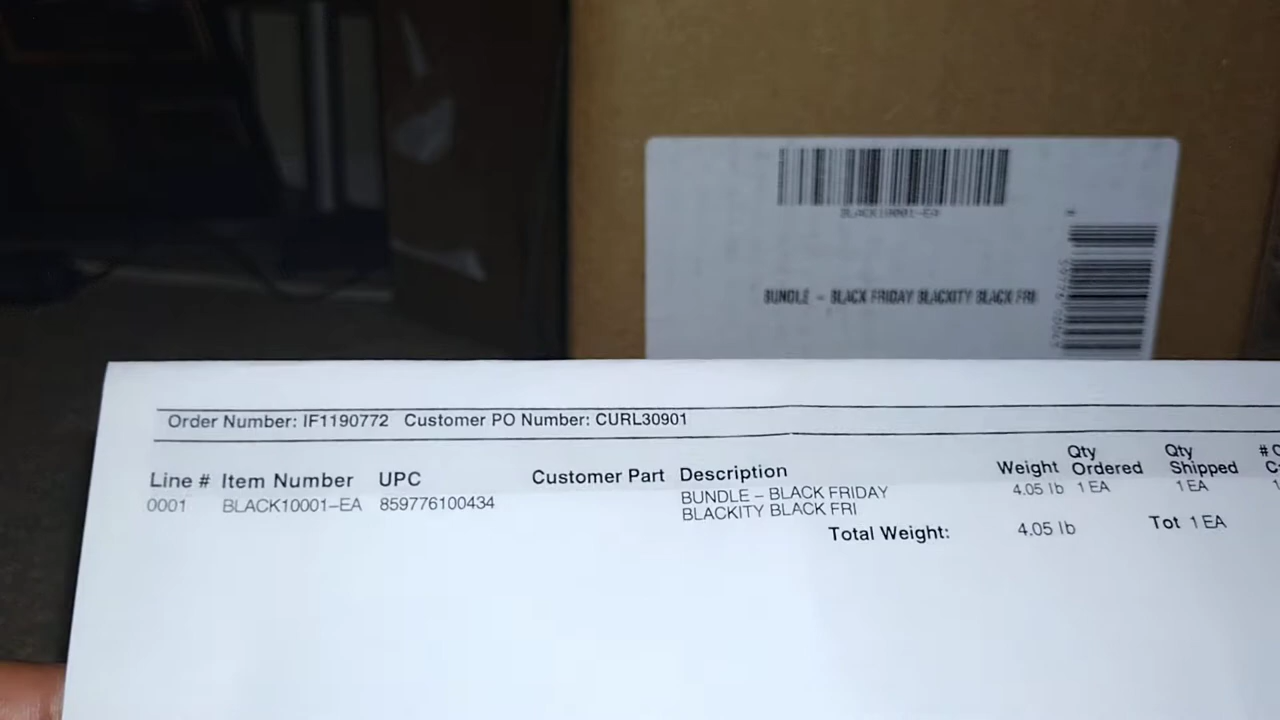 BLACK10001-EA
BUNDLE - BLACK FRIDAY BLACKITY BLACK FRI
Order Number: IF1190772 Customer PO Number: CURL30901
Line # Item Number UPC Customer Part Description Weight Qty Ordered Qty Shipped #
0001 BLACK10001-EA 859776100434 BUNDLE - BLACK FRIDAY 4.05 lb 1 EA 1 EA
BLACKITY BLACK FRI
Total Weight: 4.05 lb Tot 1 EA